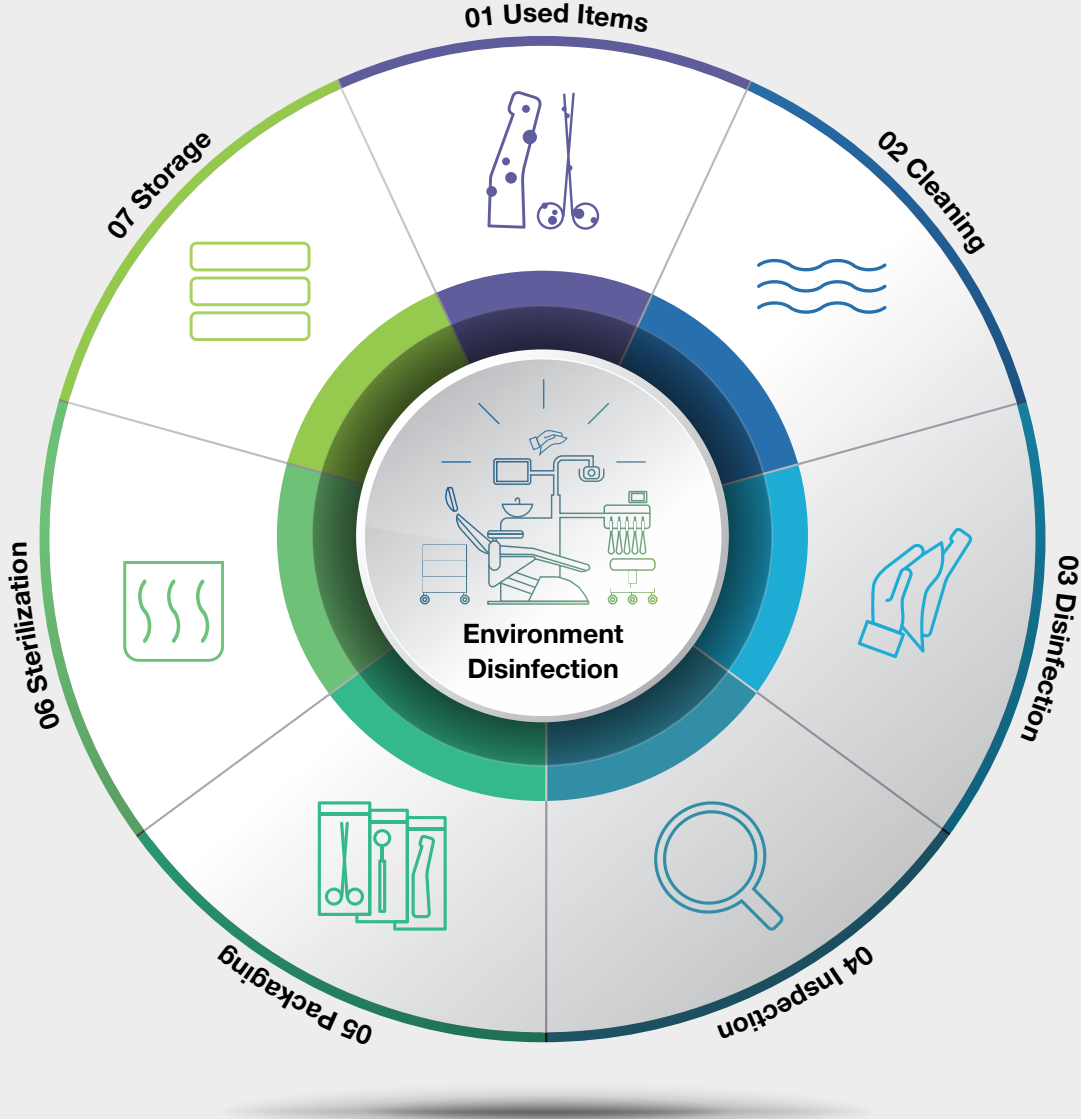 01 Used Items
02 Cleaning
03 Disinfection
04 Inspection
05 Packaging
06 Sterilization
07 Storage
Environment
Disinfection